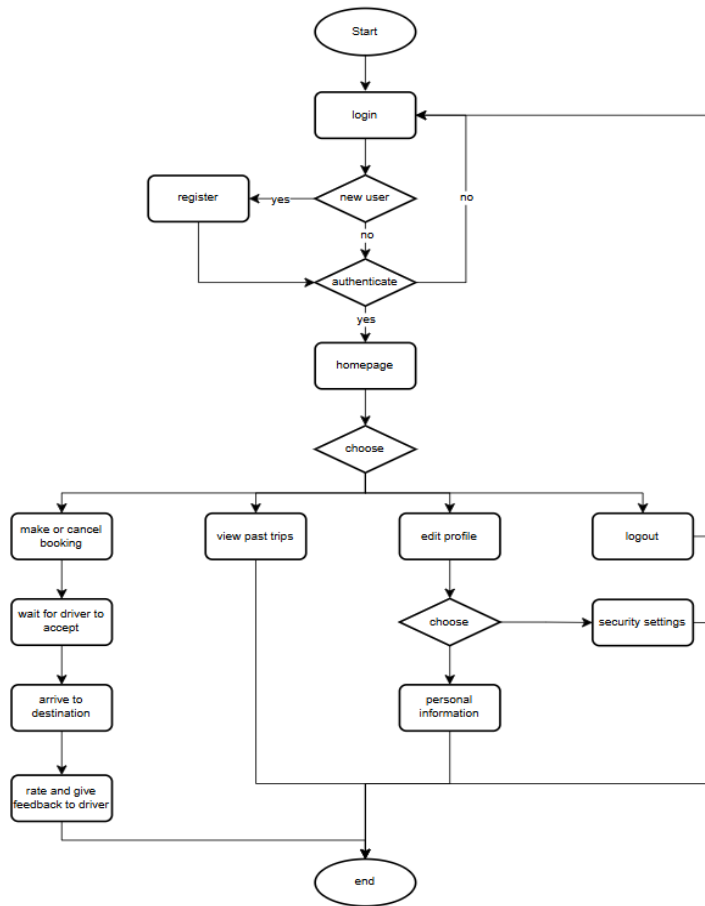 Start
login
register
yes
new user
no
no
authenticate
yes
homepage
choose
make or cancel
booking
view past trips
edit profile
logout
wait for driver to
accept
choose
security settings
arrive to
destination
personal
information
rate and give
feedback to driver
end